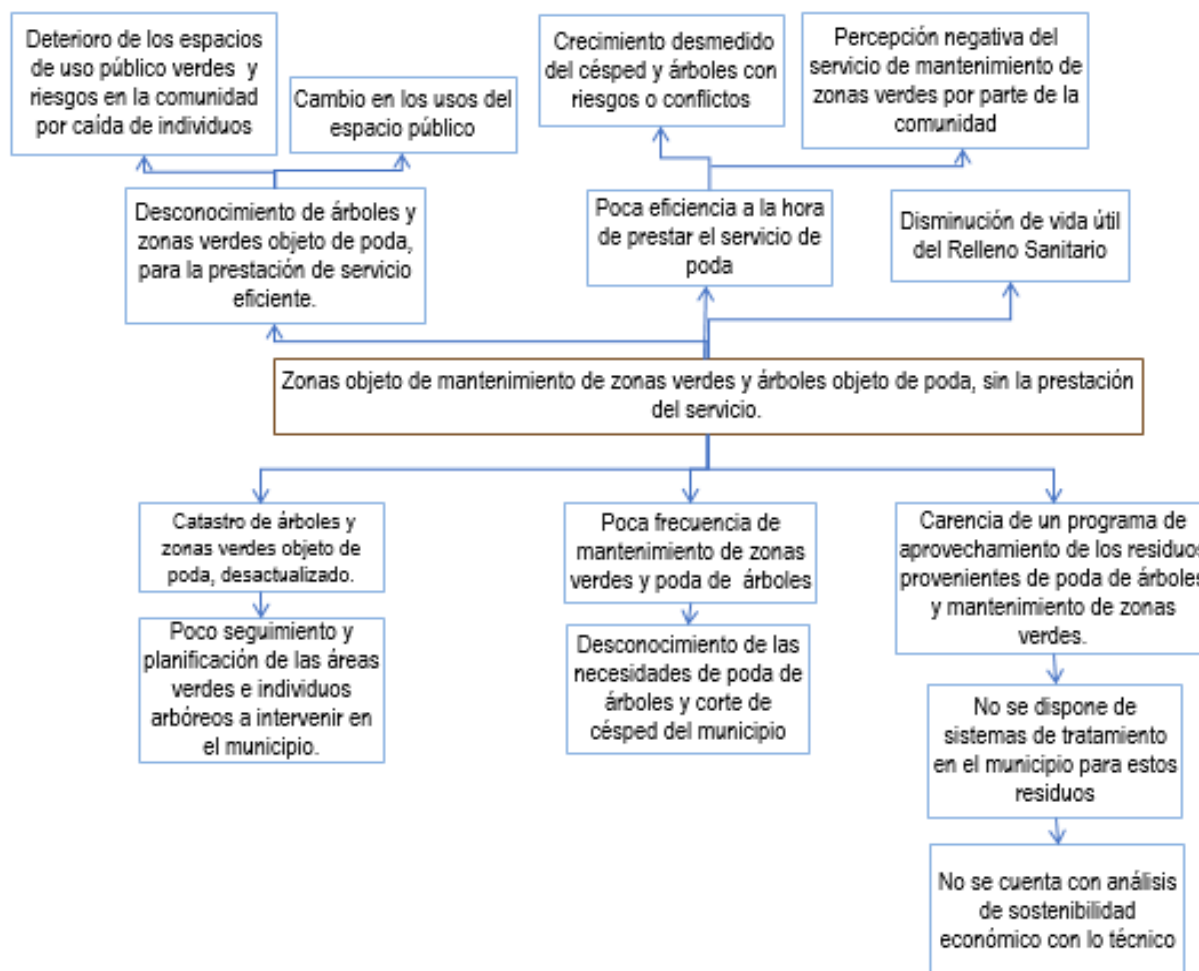 Deterioro de los espacios
de uso público verdes y
riesgos en la comunidad
por caída de individuos
Cambio en los usos del
espacio público
Crecimiento desmedido
del césped y árboles con
riesgos o conflictos
Percepción negativa del
servicio de mantenimiento de
zonas verdes por parte de la
comunidad
Desconocimiento de árboles y
zonas verdes objeto de poda,
para la prestación de servicio
eficiente.
Poca eficiencia a la hora
de prestar el servicio de
poda
Disminución de vida útil
del Relleno Sanitario
Zonas objeto de mantenimiento de zonas verdes y árboles objeto de poda, sin la prestación
del servicio.
Catastro de árboles y
zonas verdes objeto de
poda, desactualizado.
Poca frecuencia de
mantenimiento de zonas
verdes y poda de árboles
Carencia de un programa de
aprovechamiento de los residuos
provenientes de poda de árboles
y mantenimiento de zonas
verdes.
Poco seguimiento y
planificación de las áreas
verdes e individuos
arbóreos a intervenir en
el municipio.
Desconocimiento de las
necesidades de poda de
árboles y corte de
césped del municipio
No se dispone de
sistemas de tratamiento
en el municipio para estos
residuos
No se cuenta con análisis
de sostenibilidad
económico con lo técnico